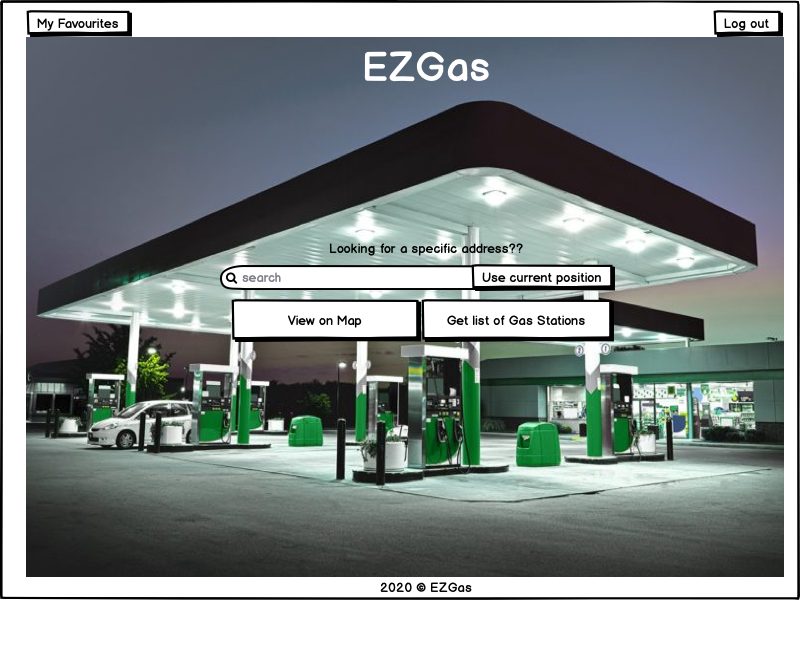 My Favourites
Log out
EZGas
Looking for a specific address??
search
Use current position
View on Map
Get list of Gas Stations
2020 © EZGas